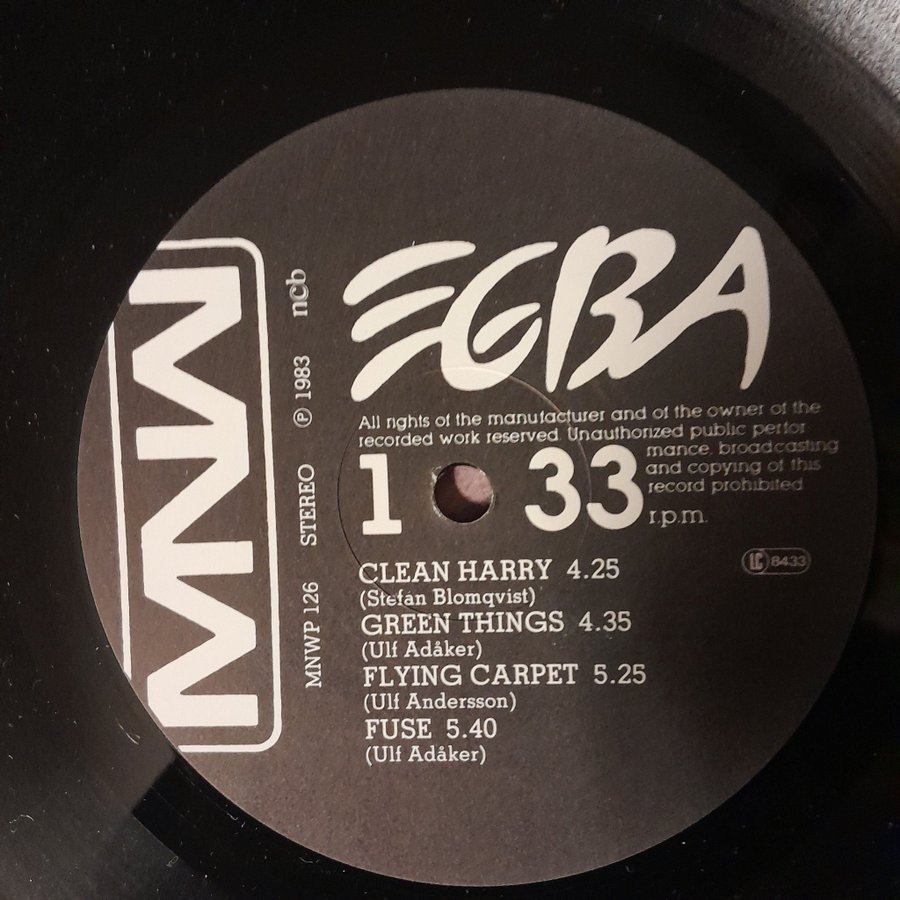 MNW
MNWP 126 STEREO ℗ 1983 ncb
EGBA
All rights of the manufacturer and of the owner of the
recorded work reserved. Unauthorized public perfor
mance, broadcasting
and copying of this
record prohibited
1 33 r.p.m.
LC 8433
CLEAN HARRY 4.25
(Stefan Blomqvist)
GREEN THINGS 4.35
(Ulf Adåker)
FLYING CARPET 5.25
(Ulf Andersson)
FUSE 5.40
(Ulf Adåker)